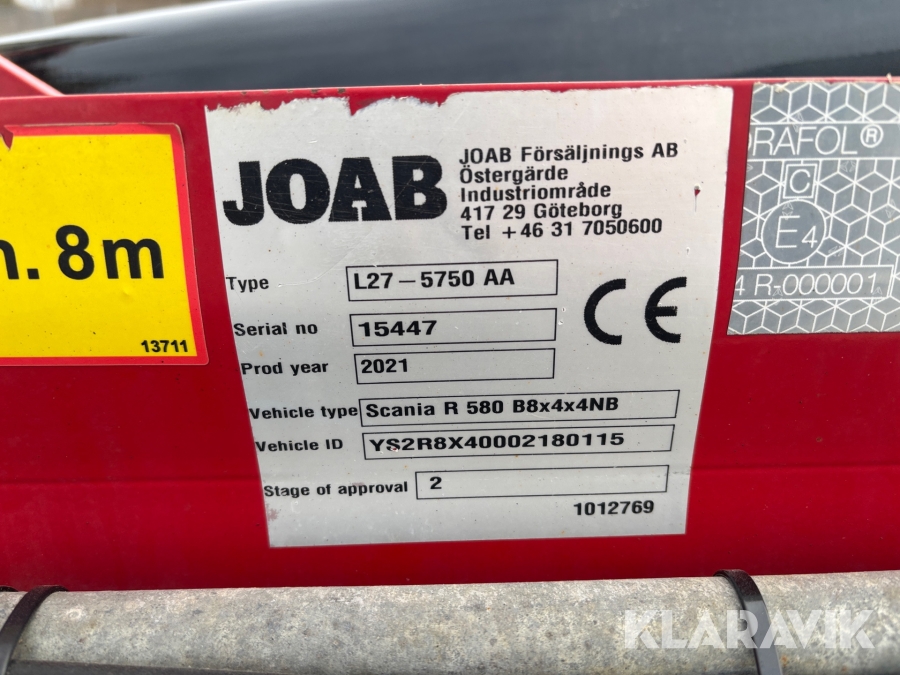 JOAB
JOAB Försäljnings AB
Östergärde
Industriområde
417 29 Göteborg
Tel +46 31 7050600
Type L27-5750 AA
Serial no 15447
Prod year 2021
CE
Vehicle type Scania R 580 B8x4x4NB
Vehicle ID YS2R8X40002180115
Stage of approval 2
1012769
8m
13711
ORAFOL®
C
E4
4 R-000001
KLARAVIK